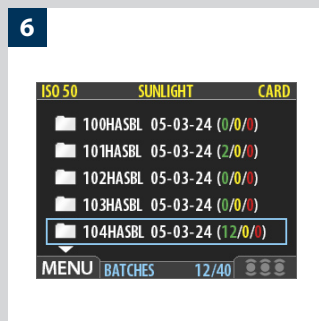 6
ISO 50 SUNLIGHT CARD
100HASBL 05-03-24 (0/0/0)
101HASBL 05-03-24 (2/0/0)
102HASBL 05-03-24 (0/0/0)
103HASBL 05-03-24 (0/0/0)
104HASBL 05-03-24 (12/0/0)
MENU BATCHES 12/40